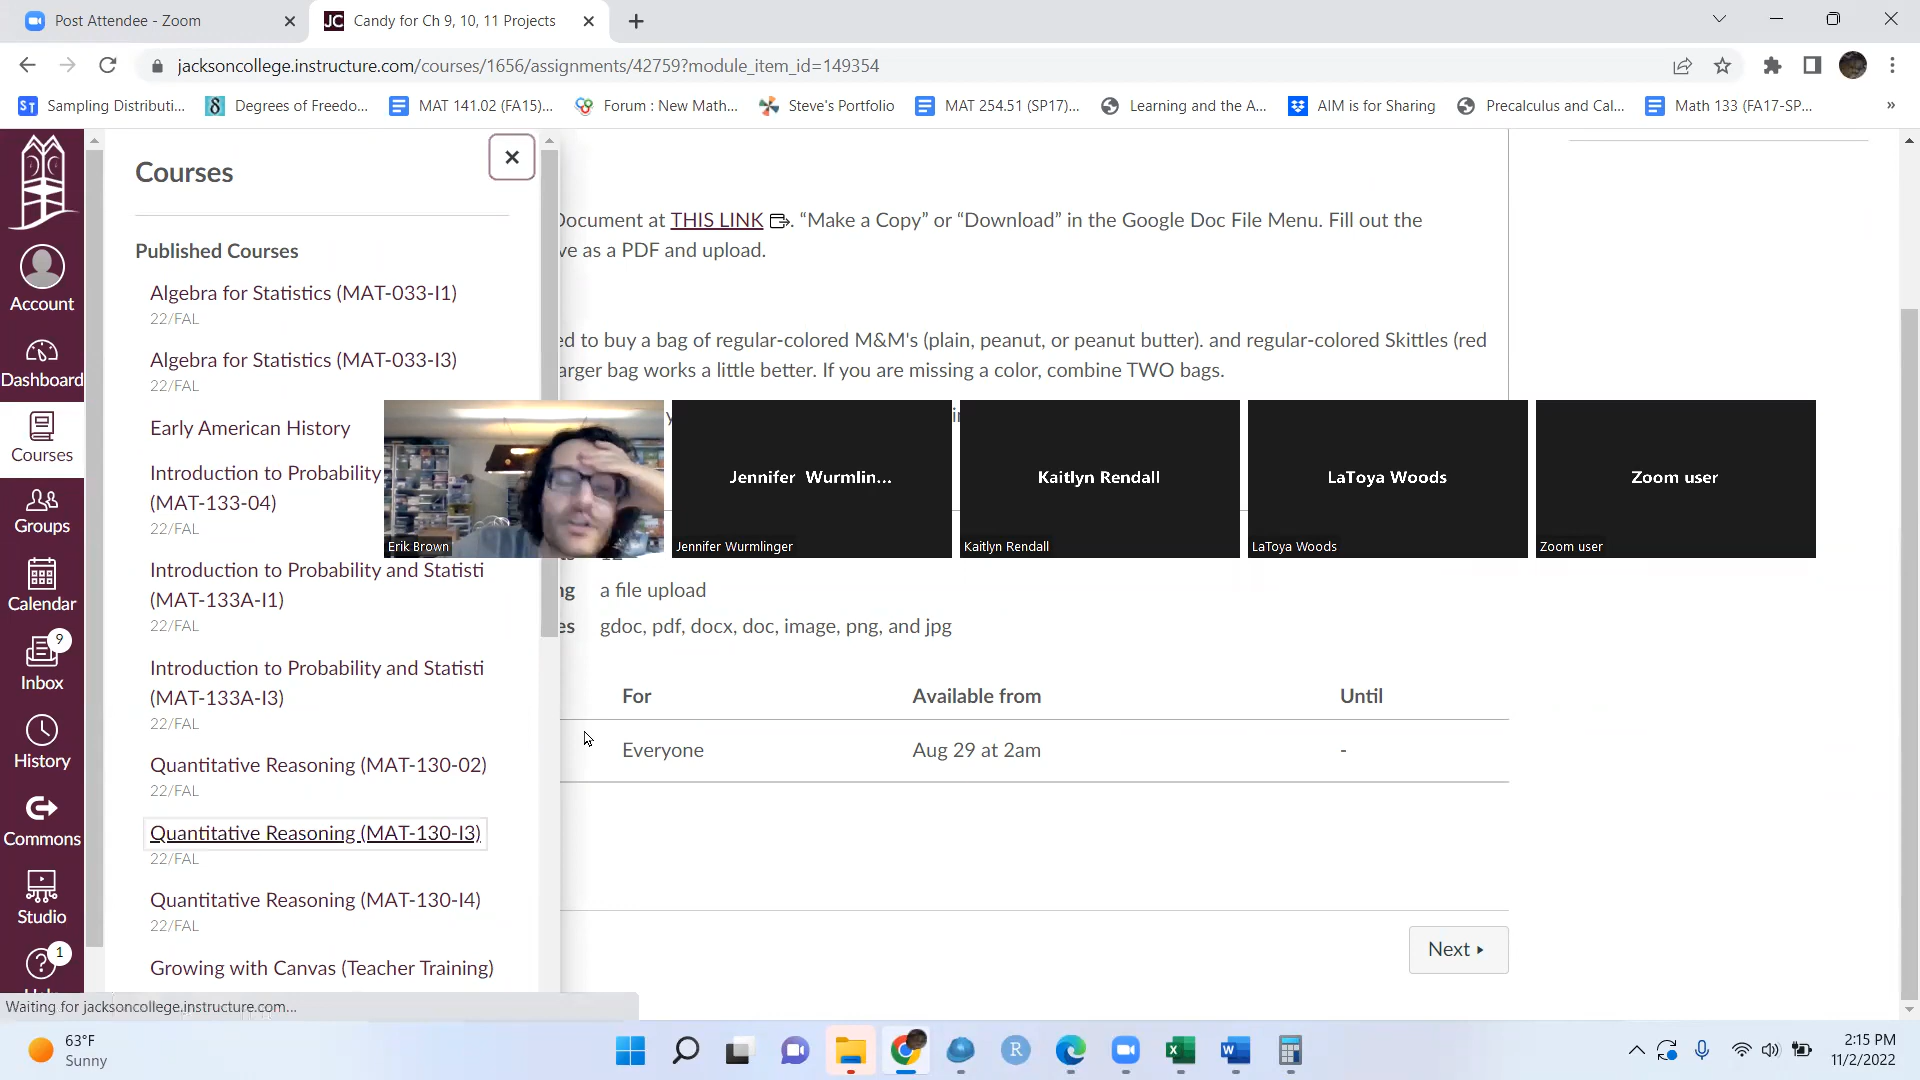 Post Attendee - Zoom
JC Candy for Ch 9, 10, 11 Projects
jacksoncollege.instructure.com/courses/1656/assignments/42759?module_item_id=149354
ST Sampling Distributi...
Degrees of Freedo...
MAT 141.02 (FA15)...
Forum : New Math...
Steve's Portfolio
MAT 254.51 (SP17)...
Learning and the A...
AIM is for Sharing
Precalculus and Cal...
Math 133 (FA17-SP...
»
Account
Dashboard
Courses
Groups
Calendar
9
Inbox
History
Commons
Studio
1
Courses
Published Courses
Algebra for Statistics (MAT-033-I1)
22/FAL
Algebra for Statistics (MAT-033-I3)
22/FAL
Early American History
Introduction to Probability
(MAT-133-04)
22/FAL
Introduction to Probability and Statisti
(MAT-133A-I1)
22/FAL
Introduction to Probability and Statisti
(MAT-133A-I3)
22/FAL
Quantitative Reasoning (MAT-130-02)
22/FAL
Quantitative Reasoning (MAT-130-I3)
22/FAL
Quantitative Reasoning (MAT-130-I4)
22/FAL
Growing with Canvas (Teacher Training)
Document at THIS LINK . “Make a Copy” or “Download” in the Google Doc File Menu. Fill out the
ve as a PDF and upload.
ed to buy a bag of regular-colored M&M's (plain, peanut, or peanut butter). and regular-colored Skittles (red
arger bag works a little better. If you are missing a color, combine TWO bags.
Erik Brown
Jennifer Wurmlin...
Jennifer Wurmlinger
Kaitlyn Rendall
Kaitlyn Rendall
LaToya Woods
LaToya Woods
Zoom user
Zoom user
ng a file upload
es gdoc, pdf, docx, doc, image, png, and jpg
For Available from Until
Everyone Aug 29 at 2am -
Next
Waiting for jacksoncollege.instructure.com...
63°F
Sunny
R
2:15 PM
11/2/2022